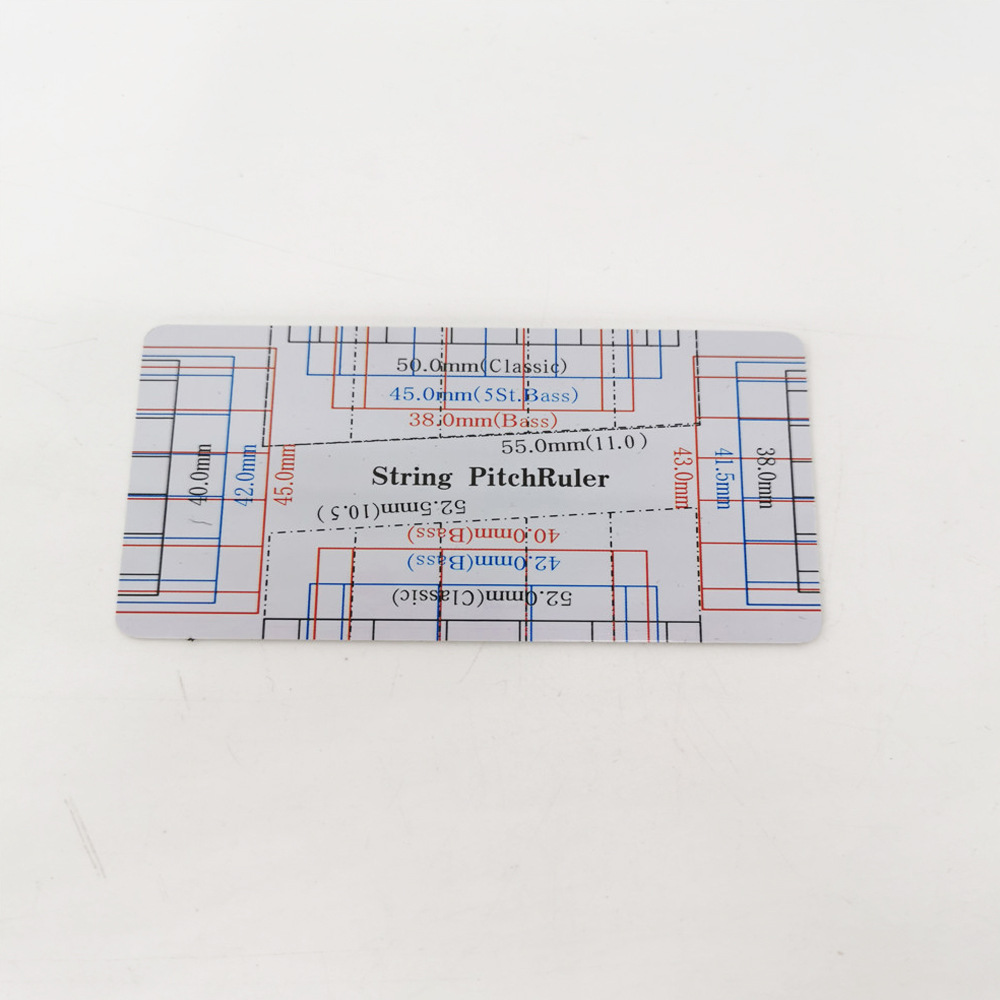 50.0mm(Classic)
45.0mm(5St.Bass)
38.0mm(Bass)
55.0mm(11.0)
String PitchRuler
52.5mm(10.5)
40.0mm(Bass)
42.0mm(Bass)
52.0mm(Classic)
40.0mm
42.0mm
45.0mm
43.0mm
41.5mm
38.0mm